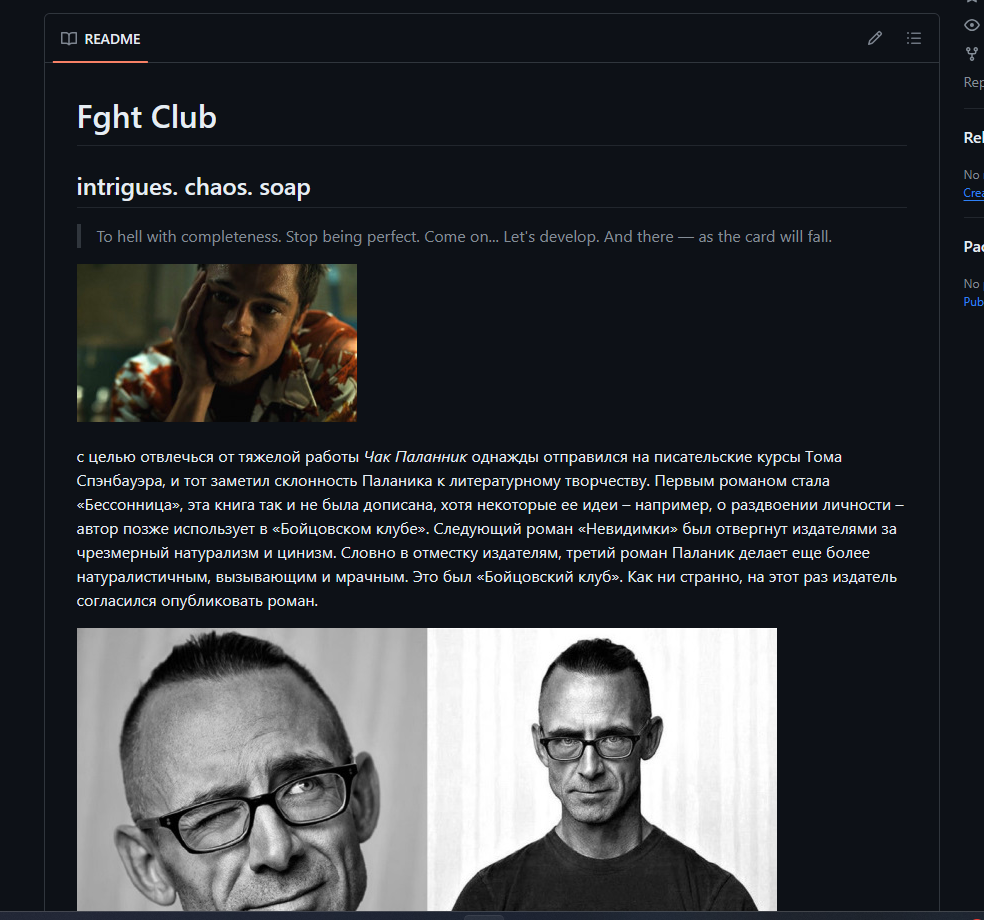 README
Fght Club
intrigues. chaos. soap
To hell with completeness. Stop being perfect. Come on... Let's develop. And there — as the card will fall.
с целью отвлечься от тяжелой работы Чак Паланник однажды отправился на писательские курсы Тома
Спэнбауэра, и тот заметил склонность Паланика к литературному творчеству. Первым романом стала
«Бессонница», эта книга так и не была дописана, хотя некоторые ее идеи – например, о раздвоении личности –
автор позже использует в «Бойцовском клубе». Следующий роман «Невидимки» был отвергнут издателями за
чрезмерный натурализм и цинизм. Словно в отместку издателям, третий роман Паланик делает еще более
натуралистичным, вызывающим и мрачным. Это был «Бойцовский клуб». Как ни странно, на этот раз издатель
согласился опубликовать роман.
Rep
Rel
No
Crea
Pac
No
Pub